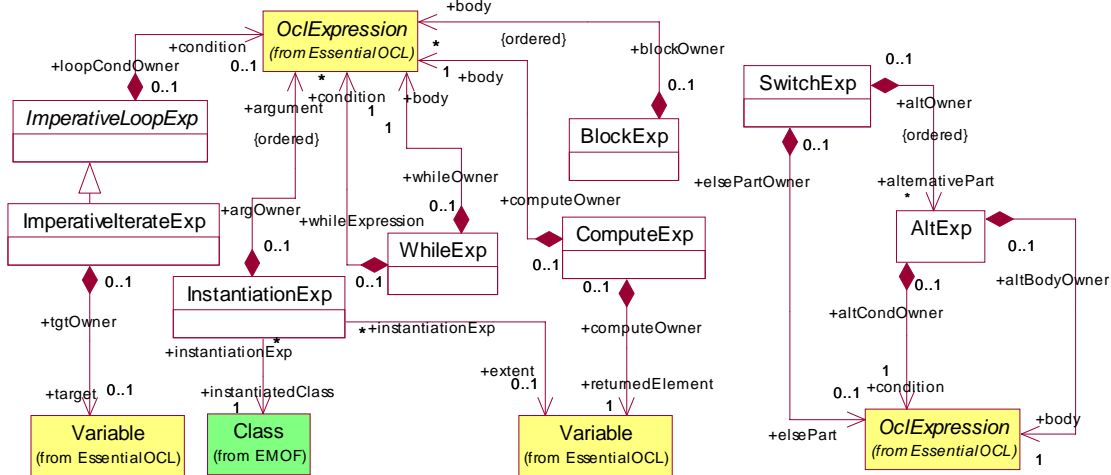 +body
OclExpression
(from EssentialOCL)
*
{ordered}
+condition
0..1
+blockOwner
0..1
+loopCondOwner
0..1
1
+body
SwitchExp
0..1
+altOwner
0..1
{ordered}
*
+condition
+body
+argument
1
1
{ordered}
ImperativeLoopExp
BlockExp
+elsePartOwner
+whileOwner
0..1
+alternativePart
*
+computeOwner
ImperativeIterateExp
+argOwner
+whileExpression
0..1
WhileExp
0..1
ComputeExp
0..1
0..1
AltExp
0..1
0..1
+altBodyOwner
0..1
InstantiationExp
+tgtOwner
+altCondOwner
*
+instantiationExp
+computeOwner
*
+instantiationExp
1
+condition
+extent
0..1
+target
0..1
+instantiatedClass
1
+returnedElement
1
0..1
+elsePart
+body
1
Variable
(from EssentialOCL)
Class
(from EMOF)
Variable
(from EssentialOCL)
OclExpression
(from EssentialOCL)